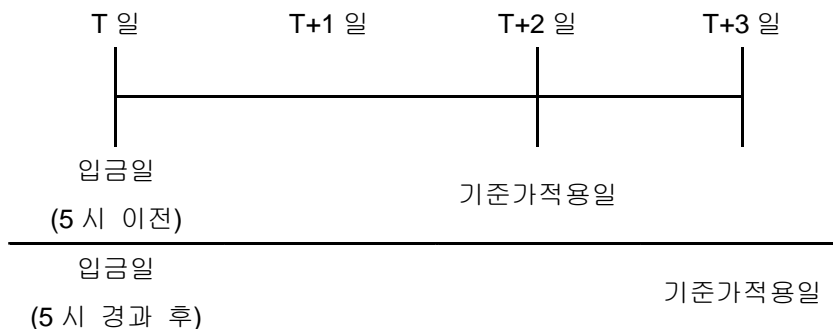 T 일 T+1 일 T+2 일 T+3 일
입금일
(5 시 이전)
기준가적용일
입금일
(5 시 경과 후)
기준가적용일